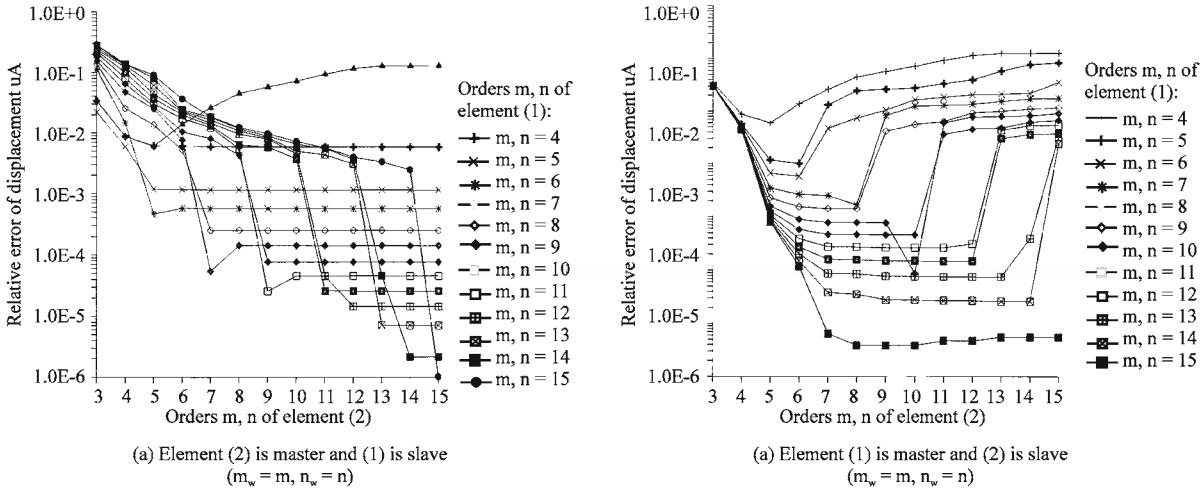 Relative error of displacement uA
1.0E+0
1.0E-1
1.0E-2
1.0E-3
1.0E-4
1.0E-5
1.0E-6
3 4 5 6 7 8 9 10 11 12 13 14 15
Orders m, n of element (2)
Orders m, n of
element (1):
m, n = 4
m, n = 5
m, n = 6
m, n = 7
m, n = 8
m, n = 9
m, n = 10
m, n = 11
m, n = 12
m, n = 13
m, n = 14
m, n = 15
(a) Element (2) is master and (1) is slave
(m_w = m, n_w = n)
Relative error of displacement uA
1.0E+0
1.0E-1
1.0E-2
1.0E-3
1.0E-4
1.0E-5
1.0E-6
3 4 5 6 7 8 9 10 11 12 13 14 15
Orders m, n of element (2)
Orders m, n of
element (1):
m, n = 4
m, n = 5
m, n = 6
m, n = 7
m, n = 8
m, n = 9
m, n = 10
m, n = 11
m, n = 12
m, n = 13
m, n = 14
m, n = 15
(a) Element (1) is master and (2) is slave
(m_w = m, n_w = n)